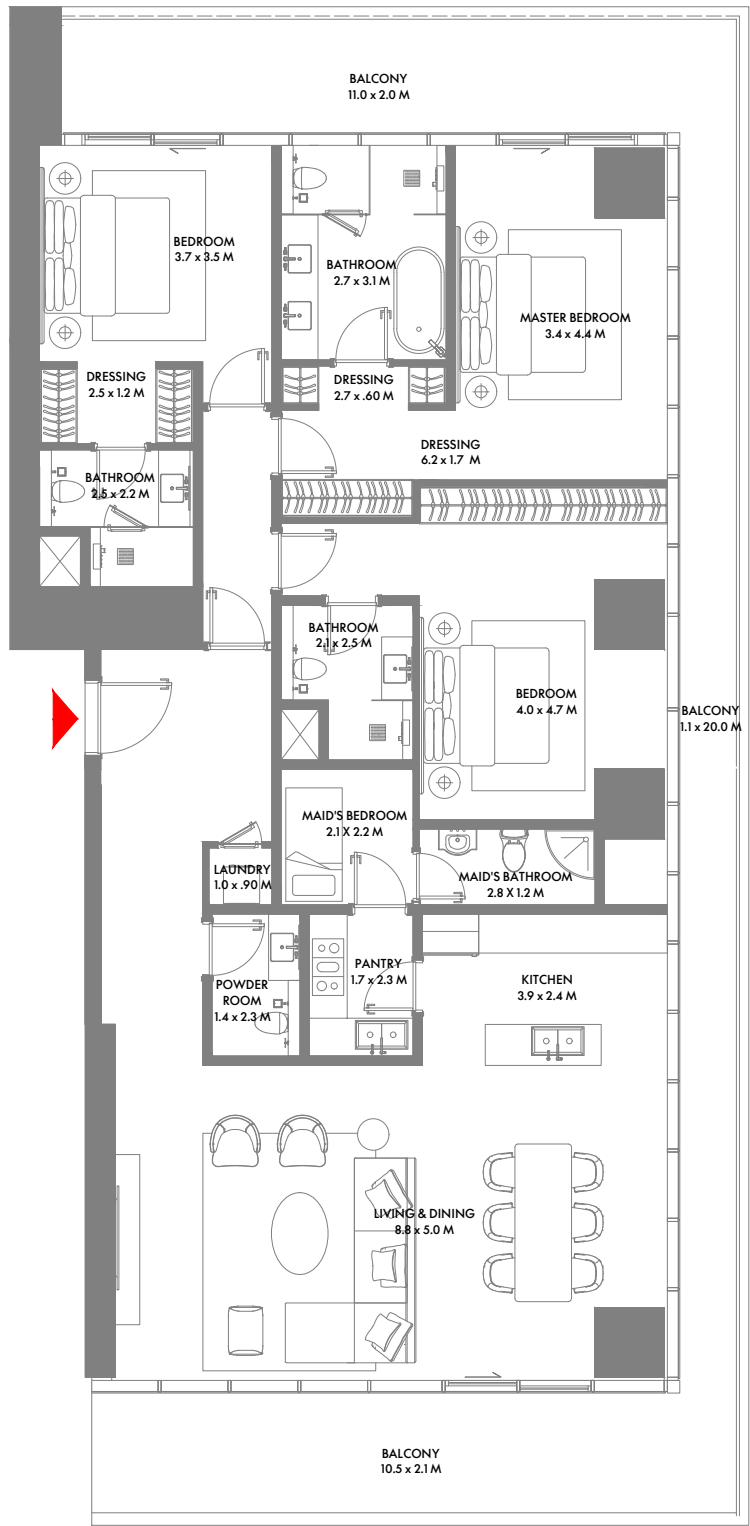 BALCONY
11.0 x 2.0 M
BEDROOM
3.7 x 3.5 M
BATHROOM
2.7 x 3.1 M
MASTER BEDROOM
3.4 x 4.4 M
DRESSING
2.5 x 1.2 M
DRESSING
2.7 x .60 M
DRESSING
6.2 x 1.7 M
BATHROOM
2.5 x 2.2 M
BATHROOM
2.1 x 2.5 M
BEDROOM
4.0 x 4.7 M
BALCONY
1.1 x 20.0 M
MAID'S BEDROOM
2.1 X 2.2 M
LAUNDRY
1.0 x .90 M
MAID'S BATHROOM
2.8 X 1.2 M
POWDER
ROOM
1.4 x 2.3 M
PANTRY
1.7 x 2.3 M
KITCHEN
3.9 x 2.4 M
LIVING & DINING
8.8 x 5.0 M
BALCONY
10.5 x 2.1 M